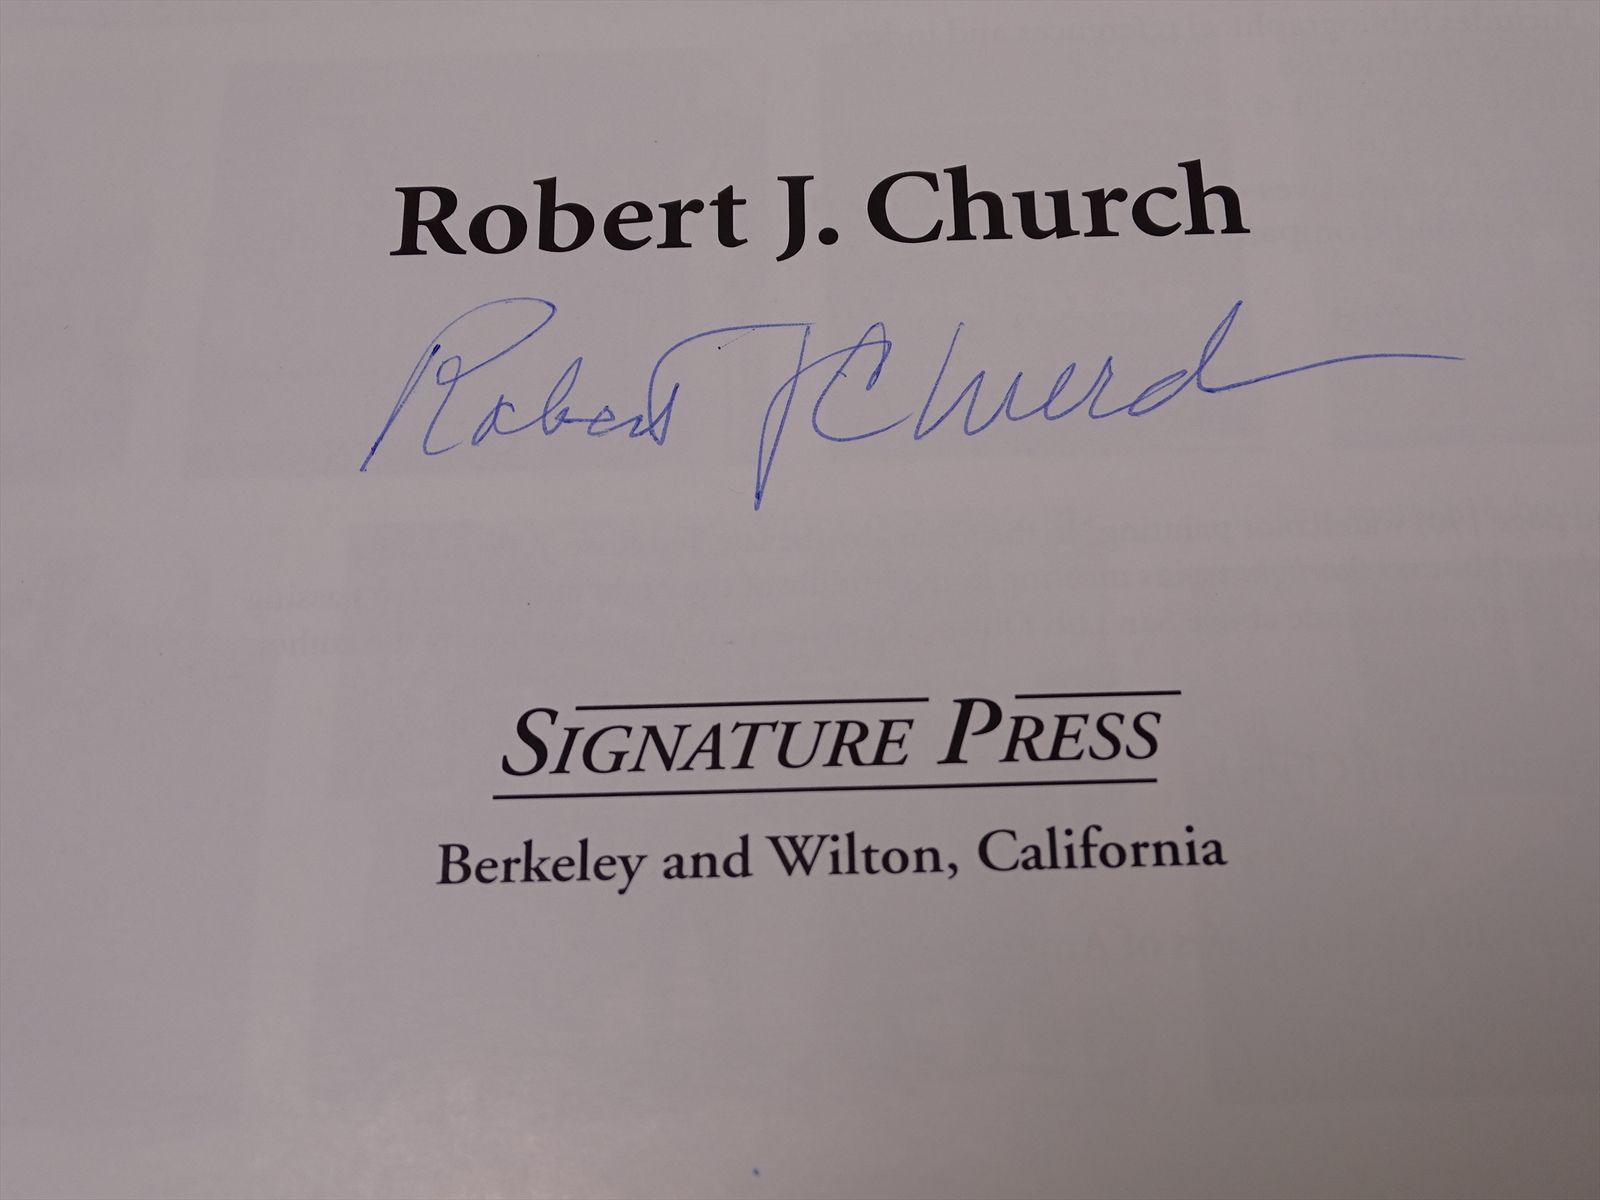 Robert J. Church
Robert J Church
SIGNATURE PRESS
Berkeley and Wilton, California